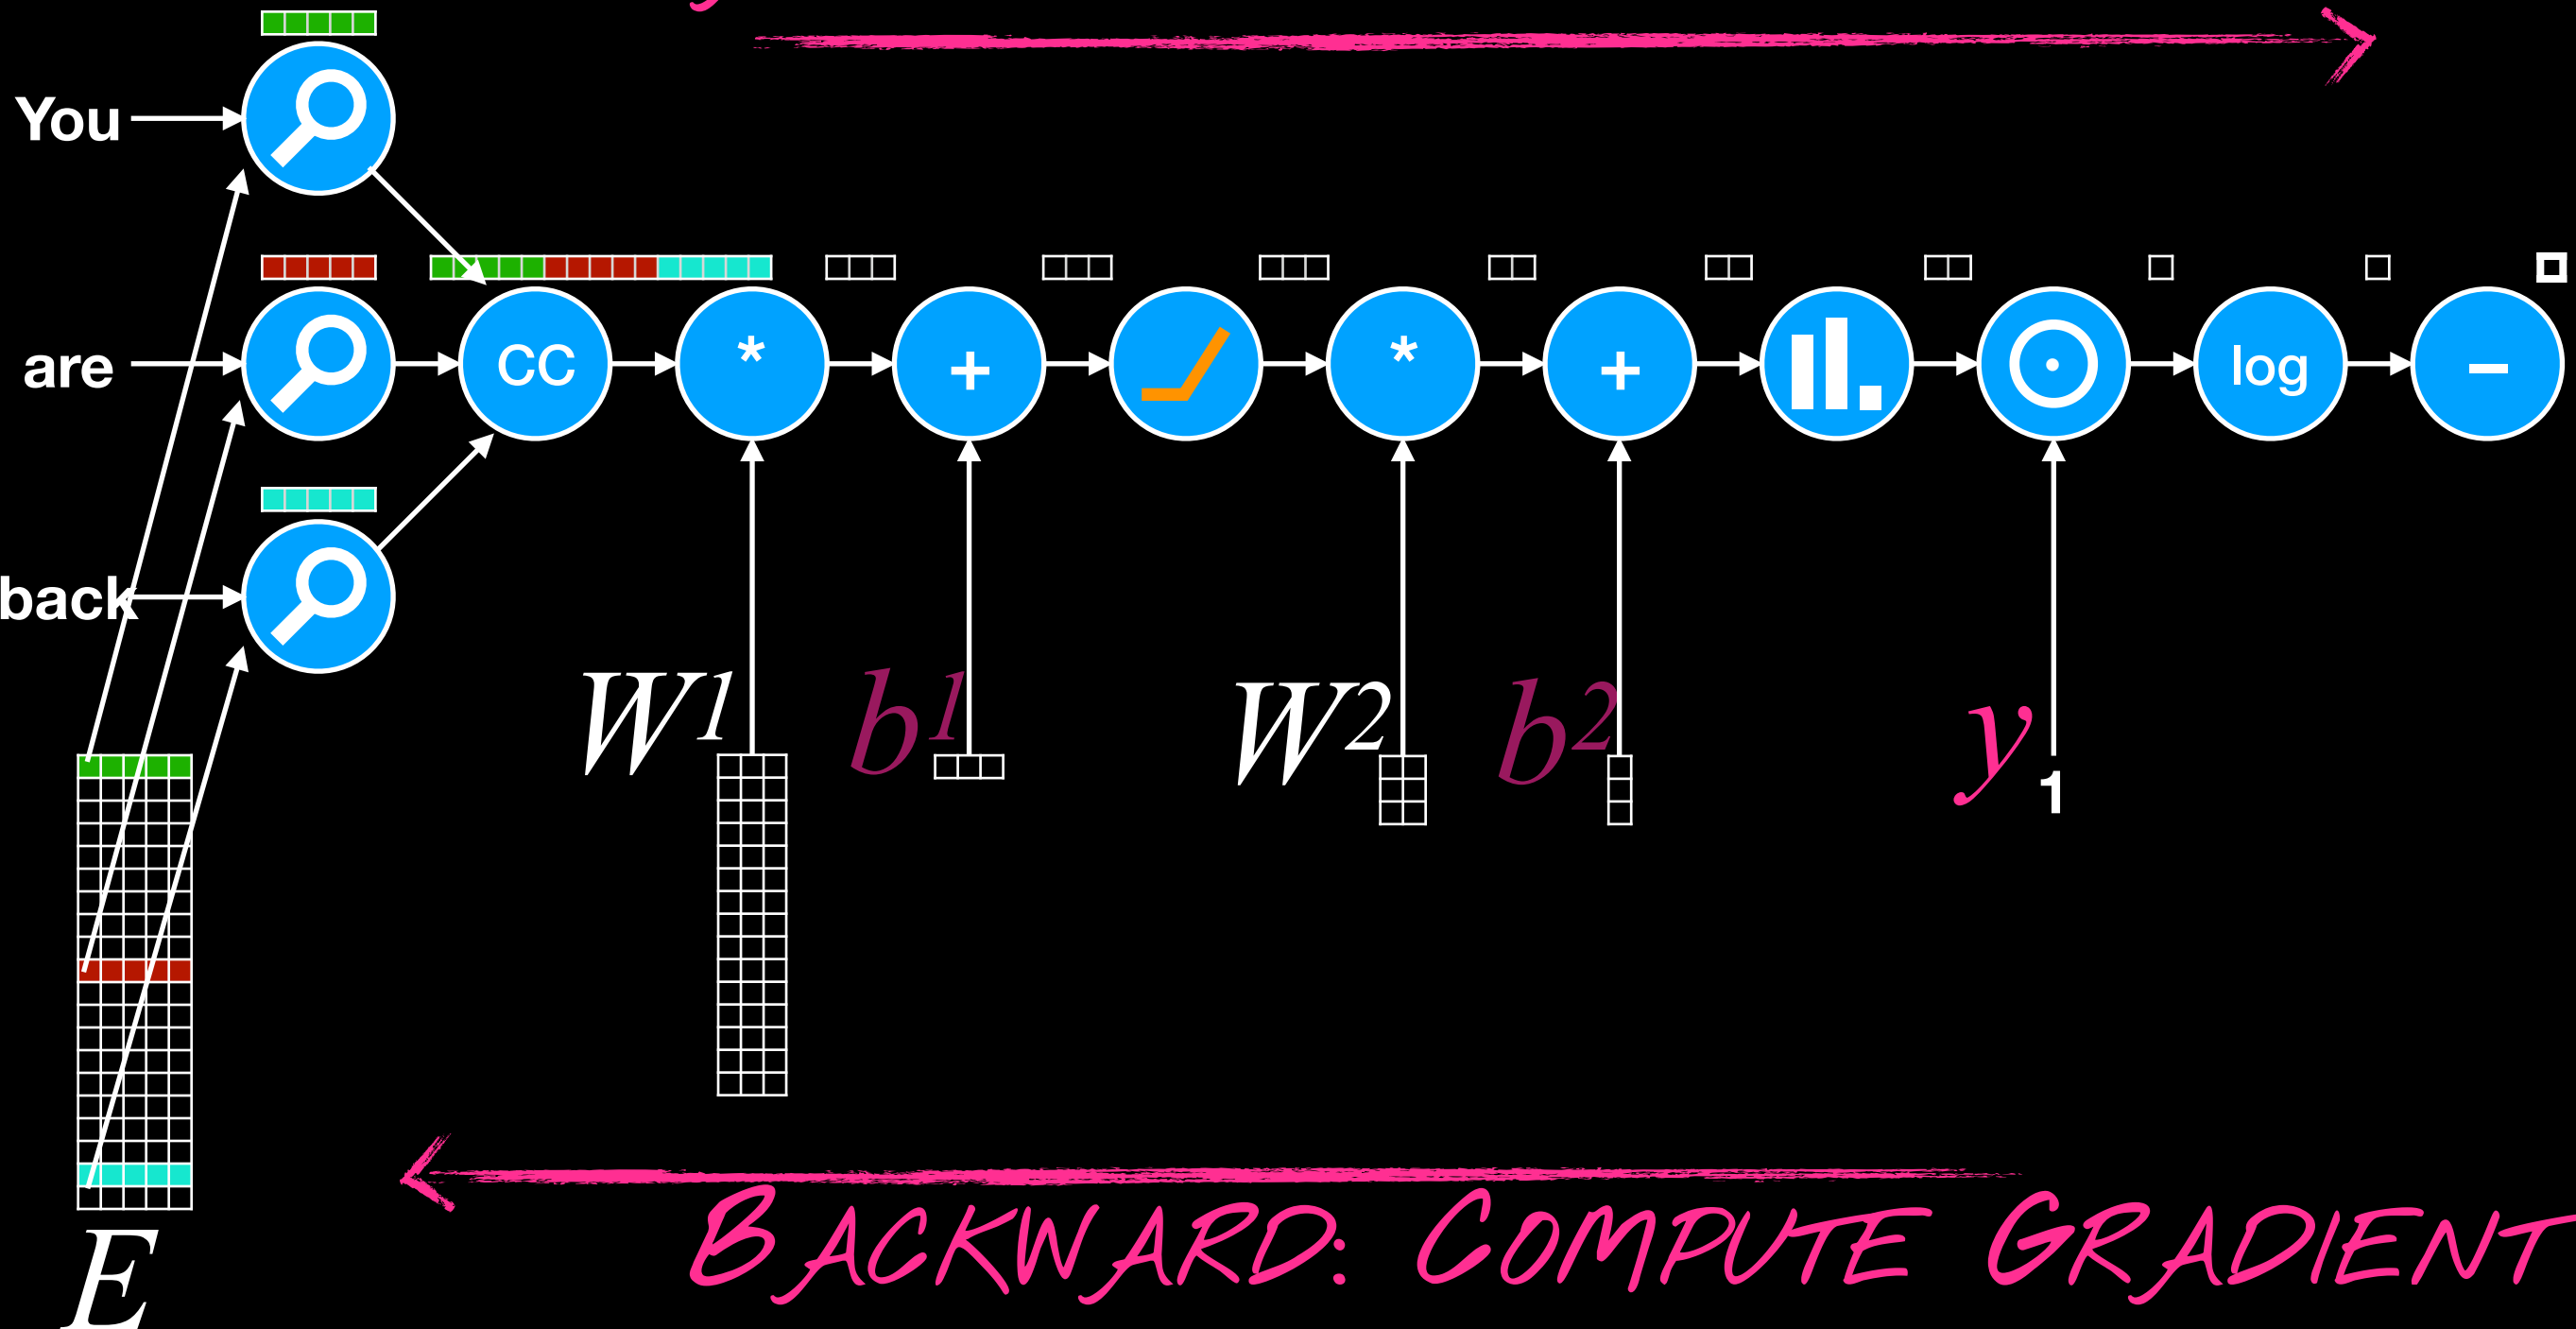 You
are
CC
*
+
*
+
log
−
back
W1
b1
W2
b2
y
1
E
BACKWARD: COMPUTE GRADIENT